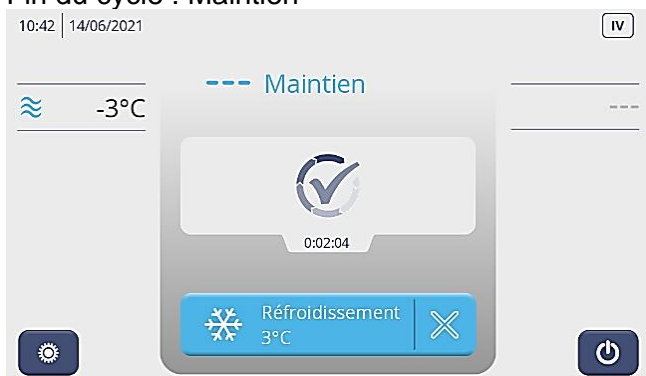 Fin du cycle : Maintien
10:42 14/06/2021
IV
--- Maintien
-3°C
---
0:02:04
Réfroidissement
3°C